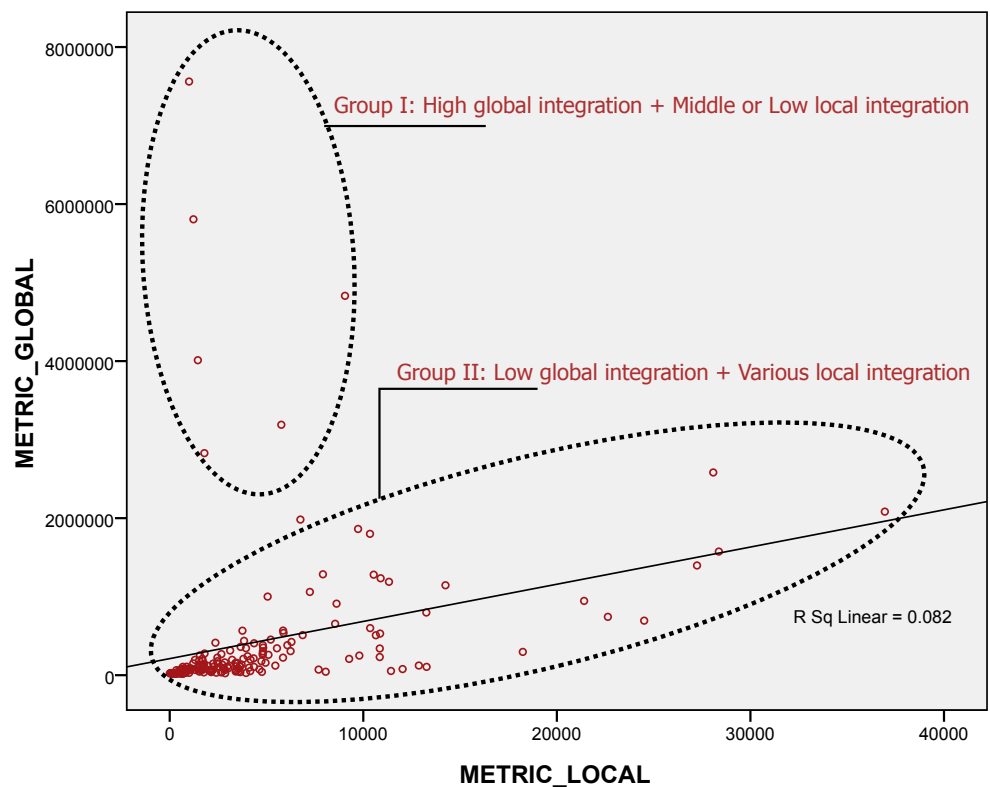 8000000
Group I: High global integration + Middle or Low local integration
6000000
METRIC_GLOBAL
4000000
Group II: Low global integration + Various local integration
2000000
R Sq Linear = 0.082
0
0
10000
20000
30000
40000
METRIC_LOCAL